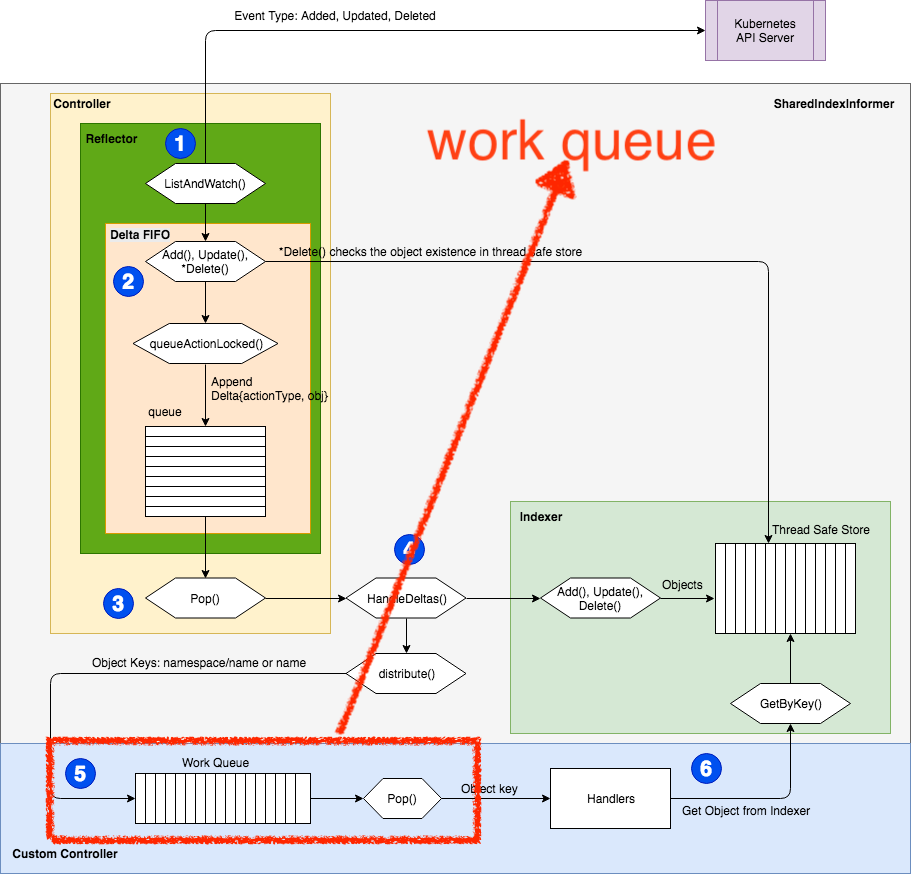 Event Type: Added, Updated, Deleted
Kubernetes
API Server
Controller
SharedIndexInformer
Reflector
1
work queue
ListAndWatch()
Delta FIFO
Add(), Update(),
*Delete()
*Delete() checks the object existence in thread safe store
2
queueActionLocked()
Append
Delta{actionType, obj}
queue
Indexer
Thread Safe Store
4
3
Pop()
HandleDeltas()
Add(), Update(),
Delete()
Objects
Object Keys: namespace/name or name
distribute()
GetByKey()
5
Work Queue
6
Pop()
Object key
Handlers
Get Object from Indexer
Custom Controller